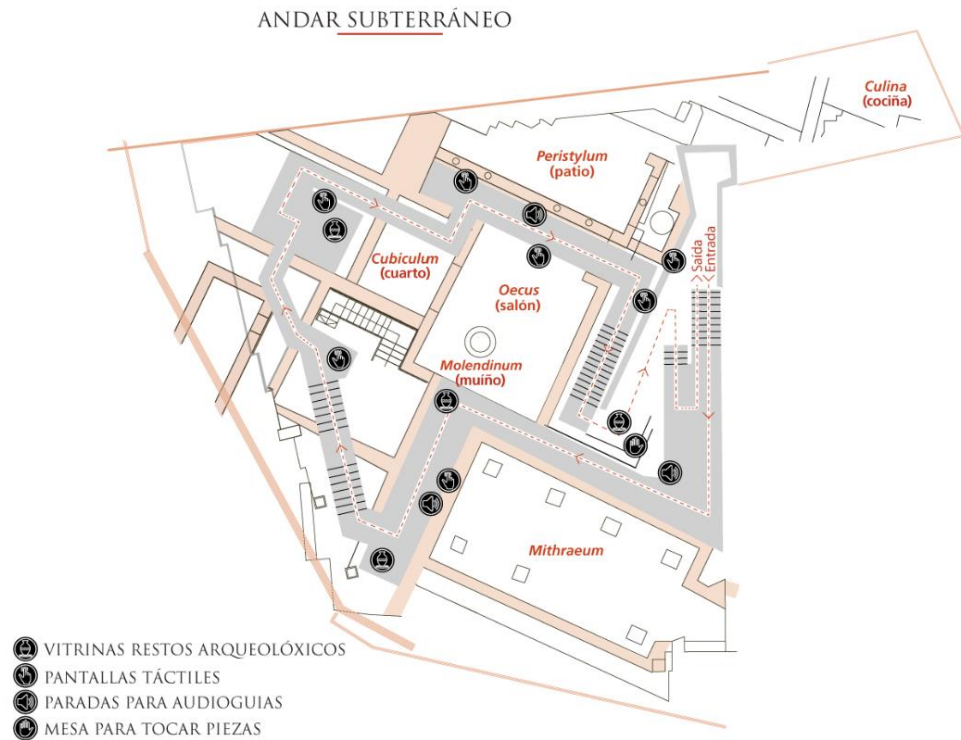 ANDAR SUBTERRÁNEO
Culina
(cociña)
Peristylum
(patio)
Saída
Entrada
Cubiculum
(cuarto)
Oecus
(salón)
Molendinum
(muíño)
Mithraeum
VITRINAS RESTOS ARQUEOLÓXICOS
PANTALLAS TÁCTILES
PARADAS PARA AUDIOGUIAS
MESA PARA TOCAR PIEZAS